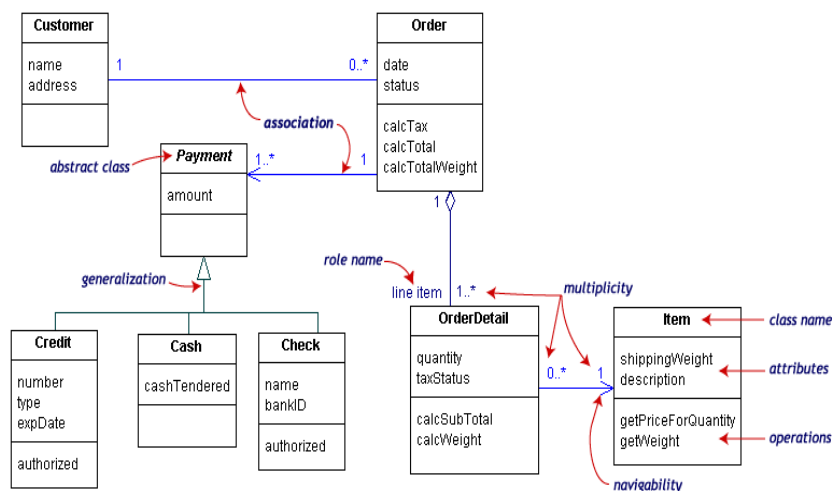 Customer
name
address
1
0..*
Order
date
status
calcTax
calcTotal
calcTotalWeight
association
abstract class
Payment
amount
1..*
1
generalization
1
role name
line item
1..*
multiplicity
Credit
number
type
expDate
authorized
Cash
cashTendered
Check
name
bankID
authorized
OrderDetail
quantity
taxStatus
calcSubTotal
calcWeight
0..*
1
Item
shippingWeight
description
getPriceForQuantity
getWeight
class name
attributes
operations
navigability